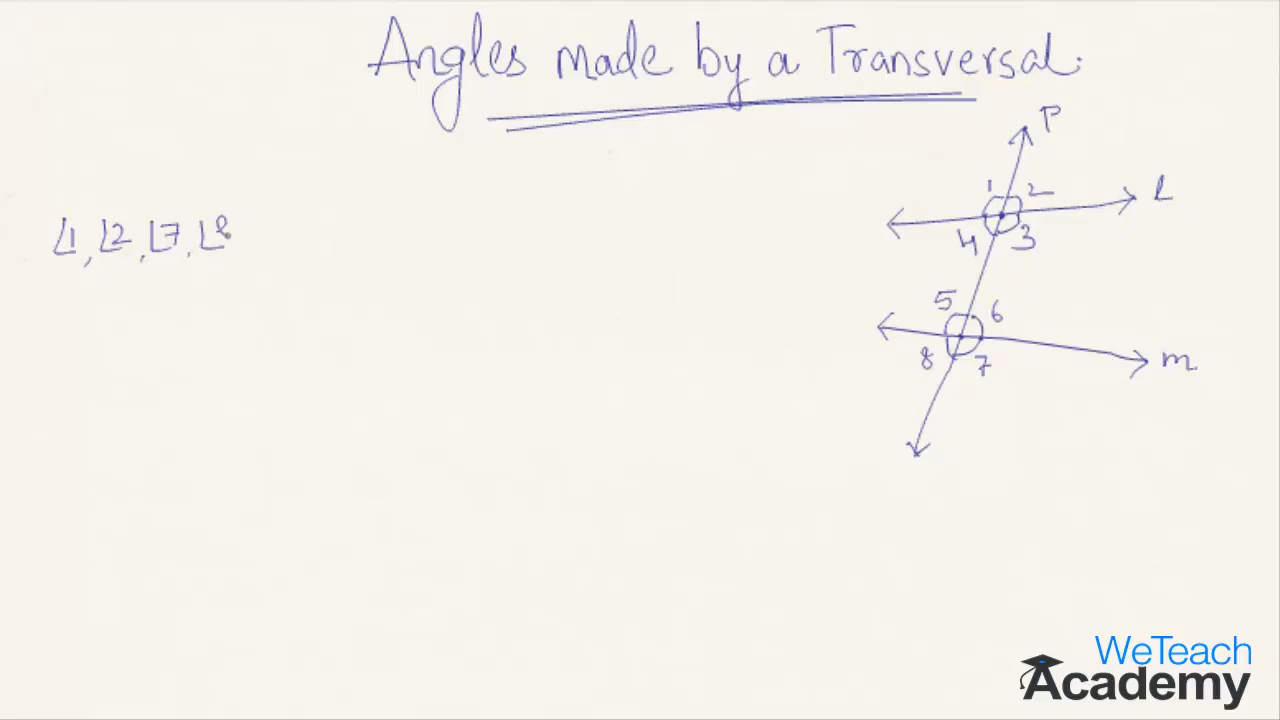 Angles made by a Transversal.
P
1 2 l
∠1, ∠2, ∠7, ∠8
4 3
5 6
8 7 m
WeTeach
Academy